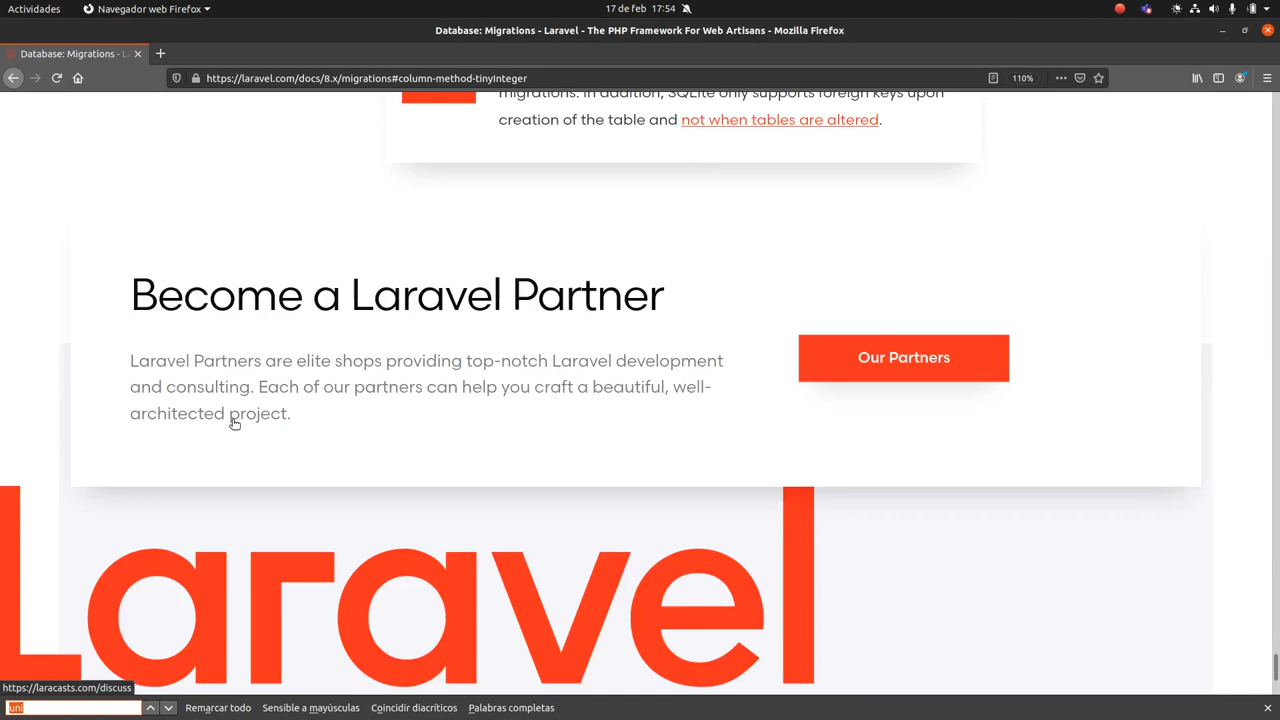 Actividades
Navegador web Firefox
17 de feb 17:54
Database: Migrations - Laravel - The PHP Framework For Web Artisans - Mozilla Firefox
Database: Migrations - L
https://laravel.com/docs/8.x/migrations#column-method-tinyInteger
110%
migrations. In addition, SQLite only supports foreign keys upon
creation of the table and not when tables are altered.
Become a Laravel Partner
Laravel Partners are elite shops providing top-notch Laravel development
and consulting. Each of our partners can help you craft a beautiful, well-
architected project.
Our Partners
Laravel
https://laracasts.com/discuss
uni
Remarcar todo
Sensible a mayúsculas
Coincidir diacríticos
Palabras completas